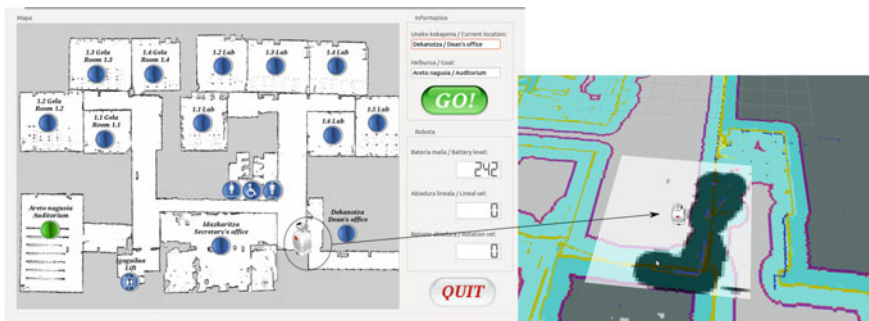 Mapa
1.3 Gela
Room 1.3
1.4 Gela
Room 1.4
1.2 Lab
1.3 Lab
1.4 Lab
1.2 Gela
Room 1.2
1.1 Gela
Room 1.1
1.1 Lab
1.6 Lab
1.5 Lab
Areto nagusia
Auditorium
Idazkaritza
Secretary's office
Dekanotza
Dean's office
Igogailua
Lift
Informazioa
Uneko kokapena / Current location:
Dekanotza / Dean's office
Helburua / Goal:
Areto nagusia / Auditorium
GO!
Robota
Bateria maila / Battery level:
242
Abiadura lineala / Lineal vel:
0
Rotazio abiadura / Rotation vel:
0
QUIT